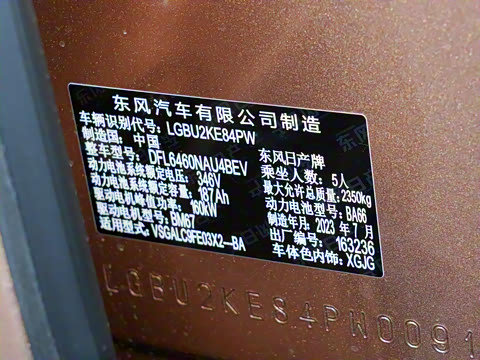 东风汽车有限公司制造
车辆识别代号: LGBU2KE84PW
制造国: 中国 东风日产牌
整车型号: DFL6460NAU4BEV 乘坐人数: 5人
动力电池系统额定电压: 346V 最大允许总质量: 2350kg
动力电池系统额定容量: 187Ah 动力电池型号: BA66
驱动电机峰值功率: 160kW 制造年月: 2023 年 7 月
驱动电机型号: BM67 出厂编号: 163236
适用型式: VSGALC9FE03X2--BA 车体色内饰: XGJG
LGBU2KE84PW0091